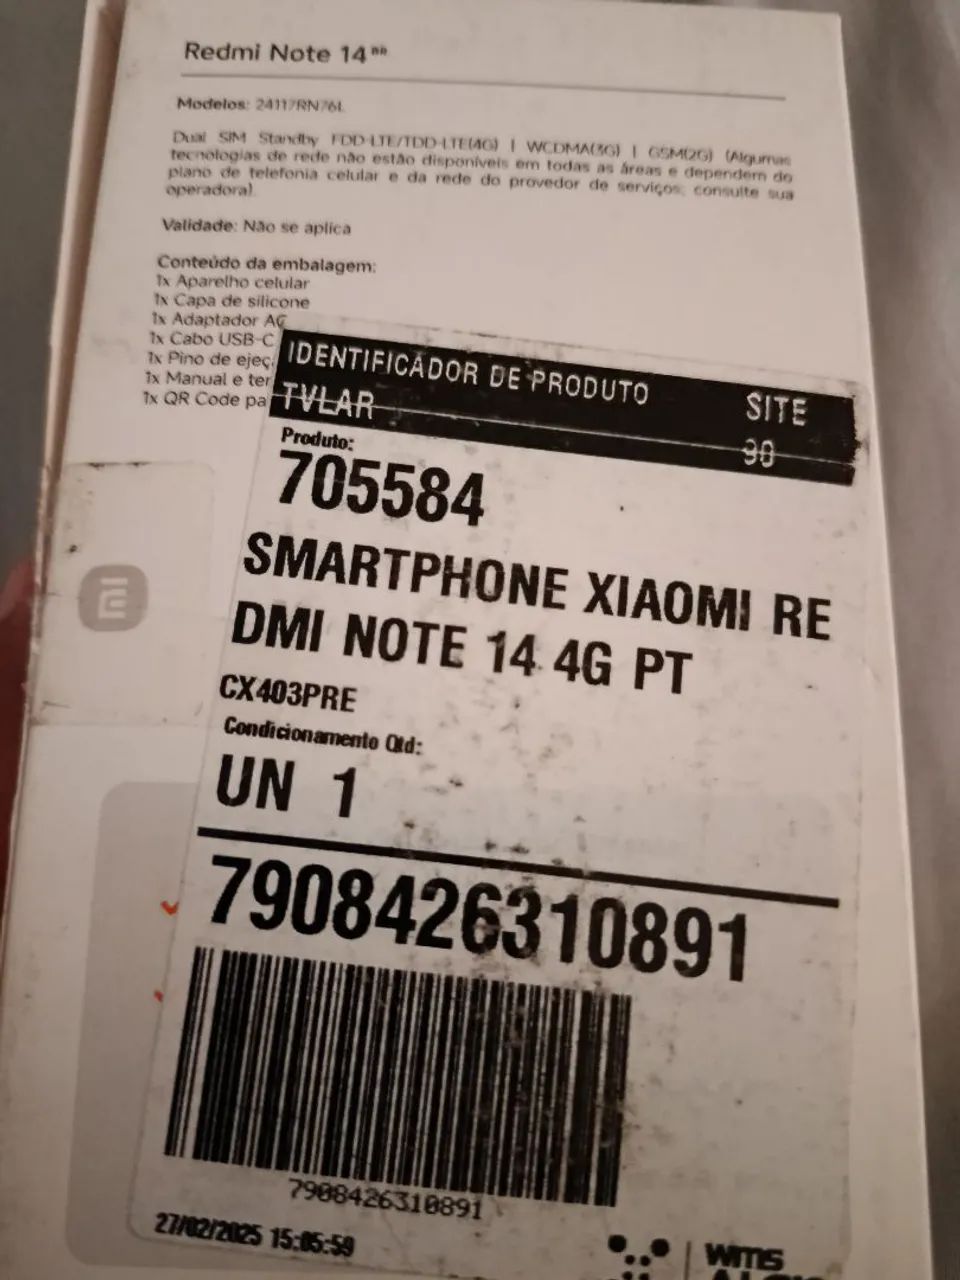 Redmi Note 14 BR
Modelos: 24117RN76L
Dual SIM Standby FDD-LTE/TDD-LTE(4G) | WCDMA(3G) | GSM(2G) (Algumas
tecnologias de rede não estão disponíveis em todas as áreas e dependem do
plano de telefonia celular e da rede do provedor de serviços; consulte sua
operadora).
Validade: Não se aplica
Conteúdo da embalagem:
1x Aparelho celular
1x Capa de silicone
1x Adaptador AC
1x Cabo USB-C
1x Pino de ejeç
1x Manual e ter
1x QR Code pa
IDENTIFICADOR DE PRODUTO SITE
TVLAR 90
Produto:
705584
SMARTPHONE XIAOMI RE
DMI NOTE 14 4G PT
CX403PRE
Condicionamento Qtd:
UN 1
7908426310891
7908426310891
27/02/2025 15:05:59
wms